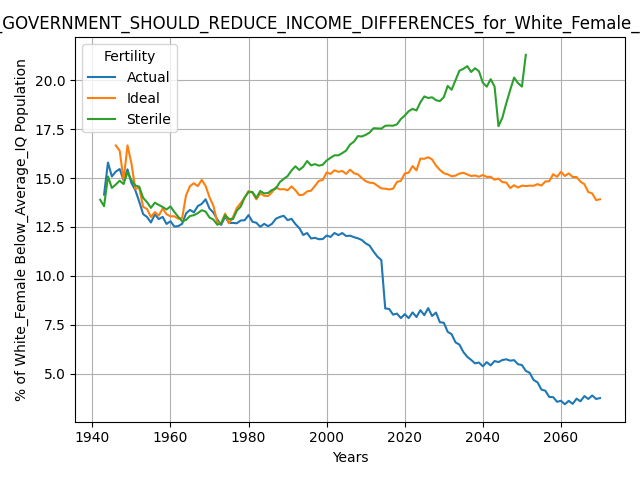 _GOVERNMENT_SHOULD_REDUCE_INCOME_DIFFERENCES_for_White_Female_
Fertility
Actual
Ideal
Sterile
% of White_Female Below_Average_IQ Population
20.0
17.5
15.0
12.5
10.0
7.5
5.0
1940 1960 1980 2000 2020 2040 2060
Years